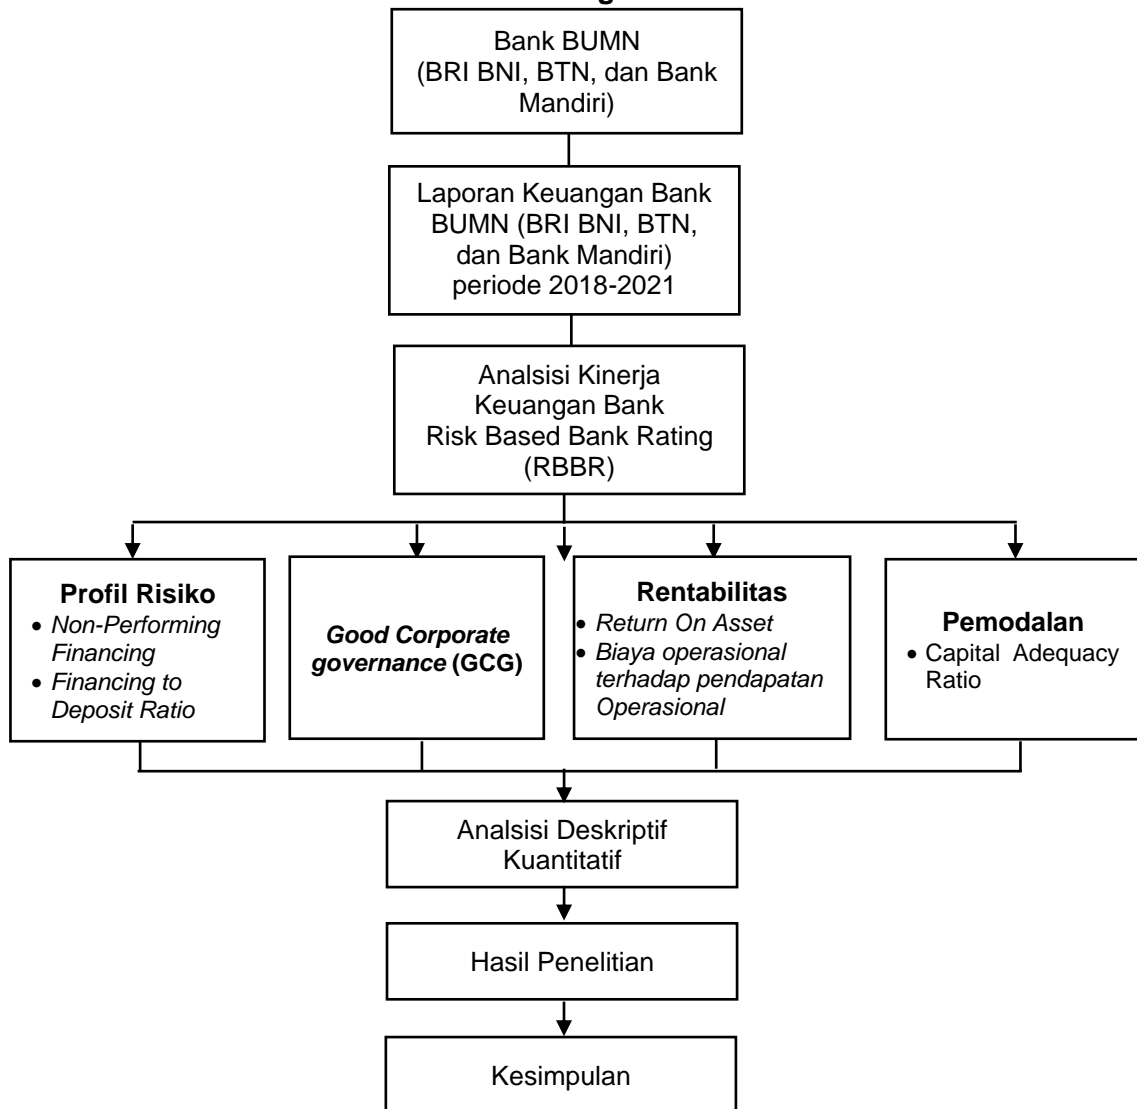 Bank BUMN
(BRI BNI, BTN, dan Bank
Mandiri)
Laporan Keuangan Bank
BUMN (BRI BNI, BTN,
dan Bank Mandiri)
periode 2018-2021
Analsisi Kinerja
Keuangan Bank
Risk Based Bank Rating
(RBBR)
Profil Risiko
• Non-Performing
Financing
• Financing to
Deposit Ratio
Good Corporate
governance (GCG)
Rentabilitas
• Return On Asset
• Biaya operasional
terhadap pendapatan
Operasional
Pemodalan
• Capital Adequacy
Ratio
Analsisi Deskriptif
Kuantitatif
Hasil Penelitian
Kesimpulan